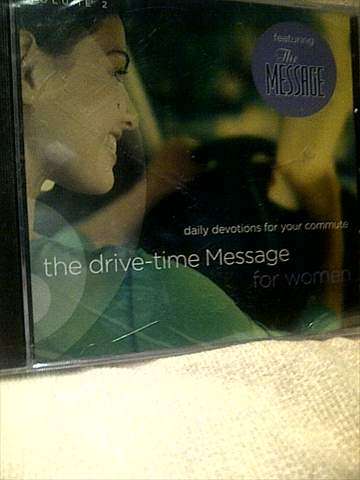 featuring
The
MESSAGE
daily devotions for your commute
the drive-time Message
for women